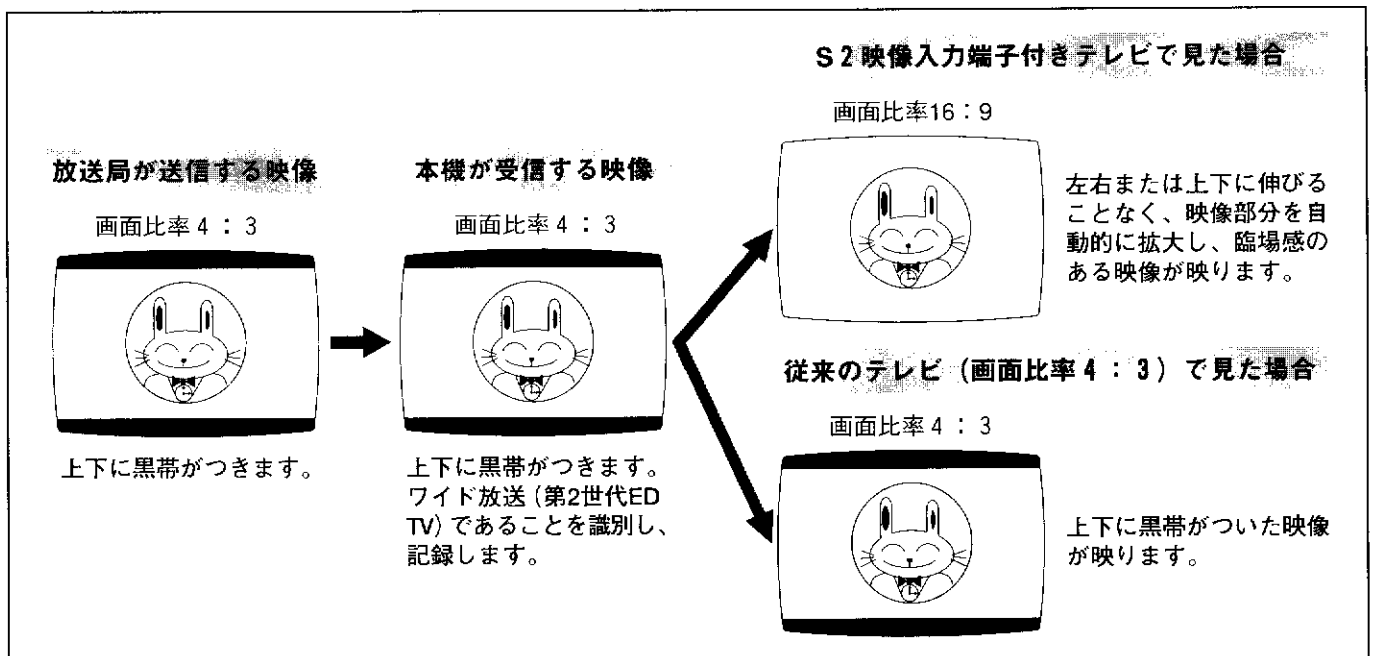 放送局が送信する映像
画面比率4：3
上下に黒帯がつきます。
本機が受信する映像
画面比率4：3
上下に黒帯がつきます。
ワイド放送（第2世代ED
TV）であることを識別し、
記録します。
S2映像入力端子付きテレビで見た場合
画面比率16：9
左右または上下に伸びる
ことなく、映像部分を自
動的に拡大し、臨場感の
ある映像が映ります。
従来のテレビ（画面比率4：3）で見た場合
画面比率4：3
上下に黒帯がついた映像
が映ります。